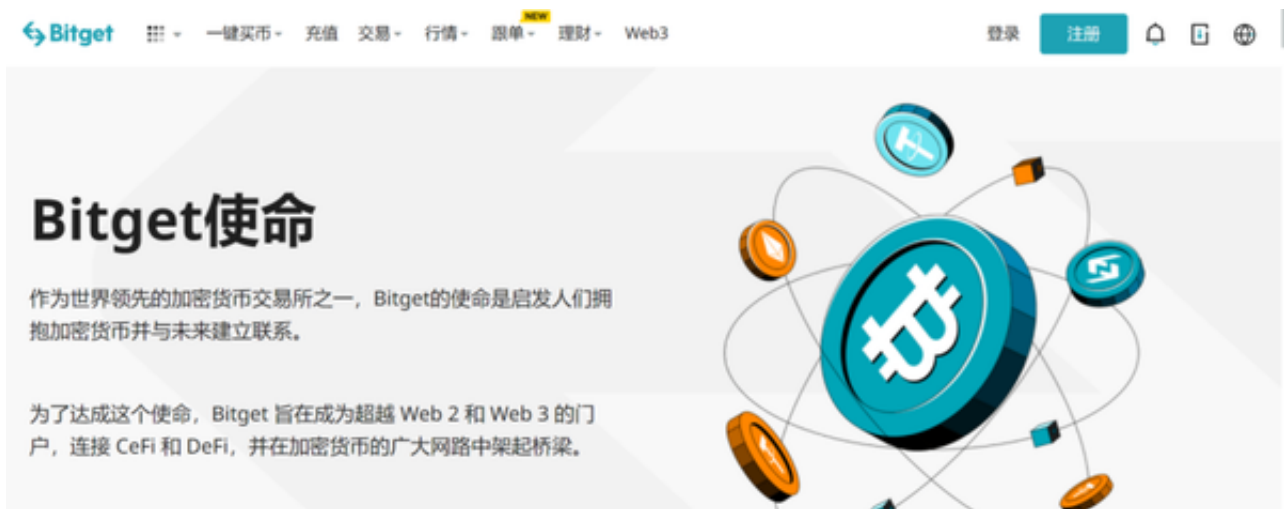 Bitget 一键买币 充值 交易 行情 跟单 NEW 理财 Web3 登录 注册
Bitget使命
作为世界领先的加密货币交易所之一，Bitget的使命是启发人们拥
抱加密货币并与未来建立联系。
为了达成这个使命，Bitget 旨在成为超越 Web 2 和 Web 3 的门
户，连接 CeFi 和 DeFi，并在加密货币的广大网路中架起桥梁。